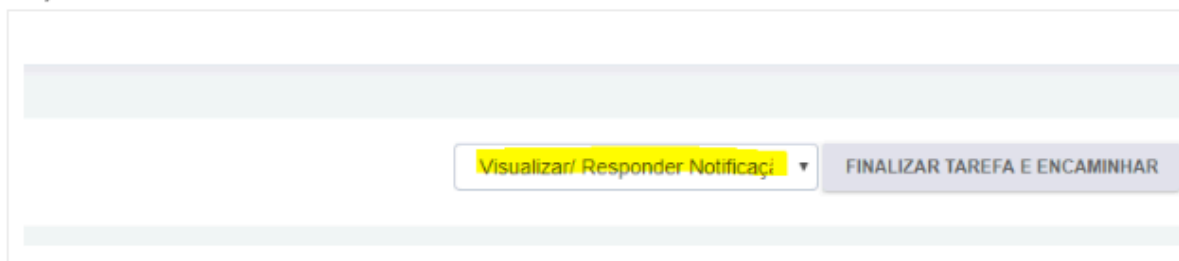 Visualizar/ Responder Notificaçã
FINALIZAR TAREFA E ENCAMINHAR